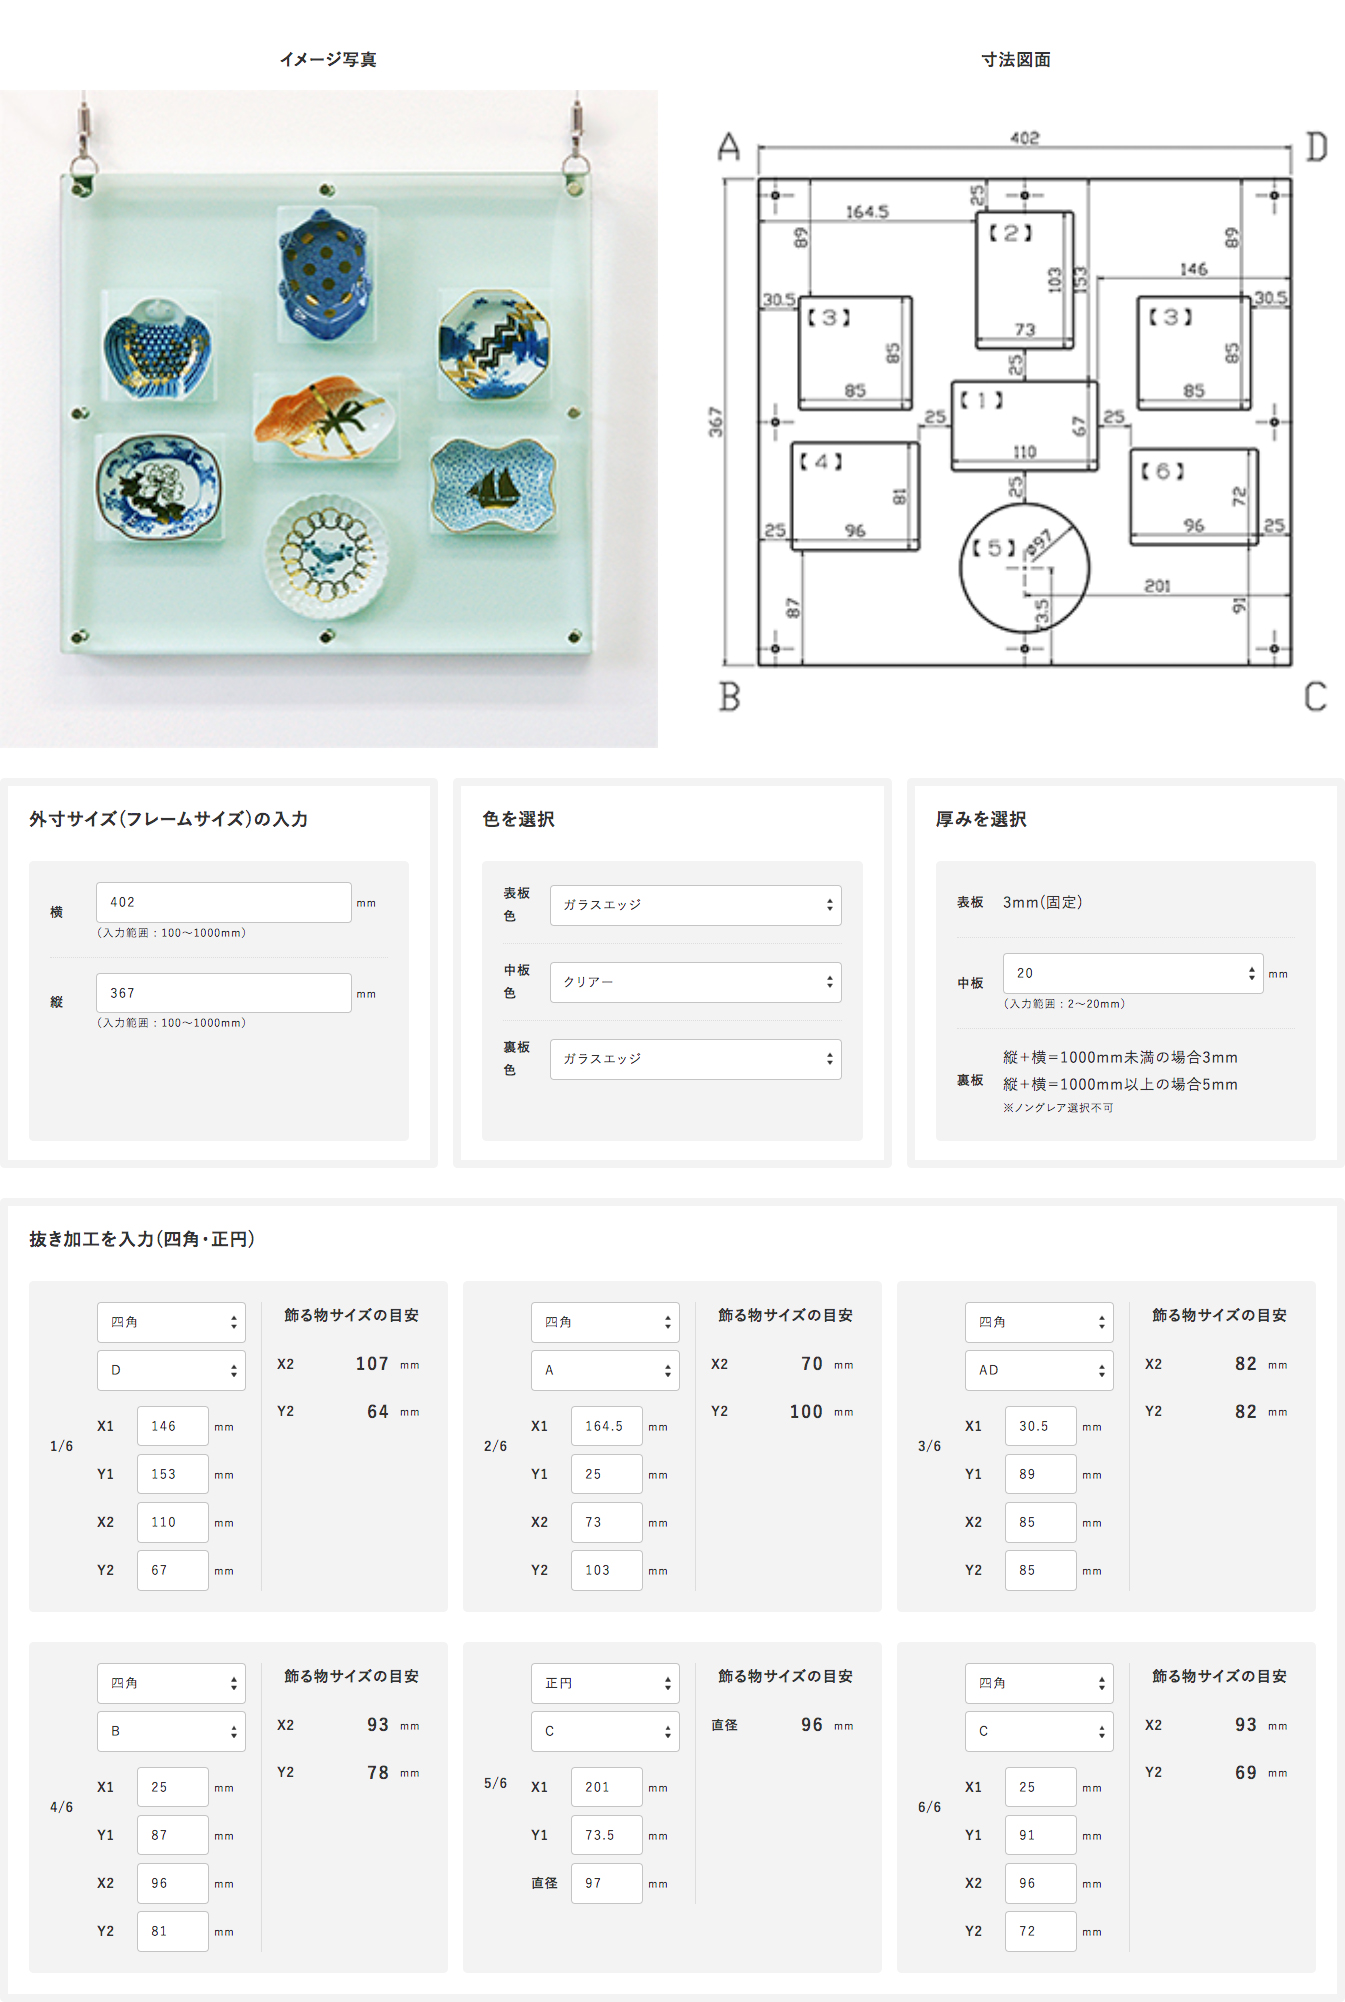 イメージ写真
寸法図面
A
402
D
25
164.5
【2】
89
89
103
153
146
30.5
30.5
【3】
【3】
73
85
85
25
85
85
【1】
367
25
67
25
110
【4】
【6】
81
25
72
25
96
【5】
ø97
96
25
201
87
73.5
91
B
C
外寸サイズ(フレームサイズ)の入力
横
402
mm
(入力範囲：100〜1000mm)
縦
367
mm
(入力範囲：100〜1000mm)
色を選択
表板
色
ガラスエッジ
中板
色
クリアー
裏板
色
ガラスエッジ
厚みを選択
表板
3mm(固定)
中板
20
mm
(入力範囲：2〜20mm)
裏板
縦+横=1000mm未満の場合3mm
縦+横=1000mm以上の場合5mm
※ノングレア選択不可
抜き加工を入力(四角・正円)
1/6
四角
D
X1 146 mm
Y1 153 mm
X2 110 mm
Y2 67 mm
飾る物サイズの目安
X2 107 mm
Y2 64 mm
2/6
四角
A
X1 164.5 mm
Y1 25 mm
X2 73 mm
Y2 103 mm
飾る物サイズの目安
X2 70 mm
Y2 100 mm
3/6
四角
AD
X1 30.5 mm
Y1 89 mm
X2 85 mm
Y2 85 mm
飾る物サイズの目安
X2 82 mm
Y2 82 mm
4/6
四角
B
X1 25 mm
Y1 87 mm
X2 96 mm
Y2 81 mm
飾る物サイズの目安
X2 93 mm
Y2 78 mm
5/6
正円
C
X1 201 mm
Y1 73.5 mm
直径 97 mm
飾る物サイズの目安
直径 96 mm
6/6
四角
C
X1 25 mm
Y1 91 mm
X2 96 mm
Y2 72 mm
飾る物サイズの目安
X2 93 mm
Y2 69 mm